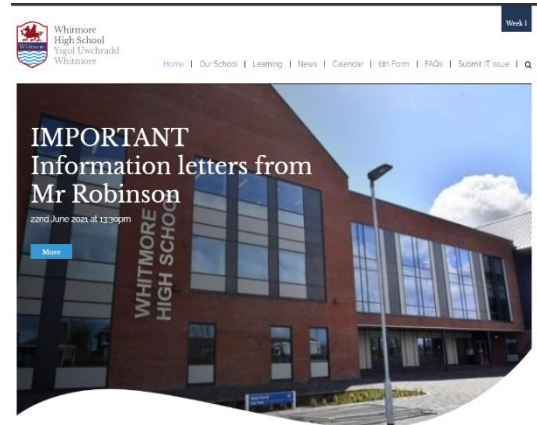 Week 1
Whitmore
Whitmore
High School
Ysgol Uwchradd
Whitmore
Home | Our School | Learning | News | Calendar | 6th Form | FAQs | Submit IT Issue |
IMPORTANT
Information letters from
Mr Robinson
22nd June 2021 at 13:30pm
More
WHITMORE
HIGH SCHOOL